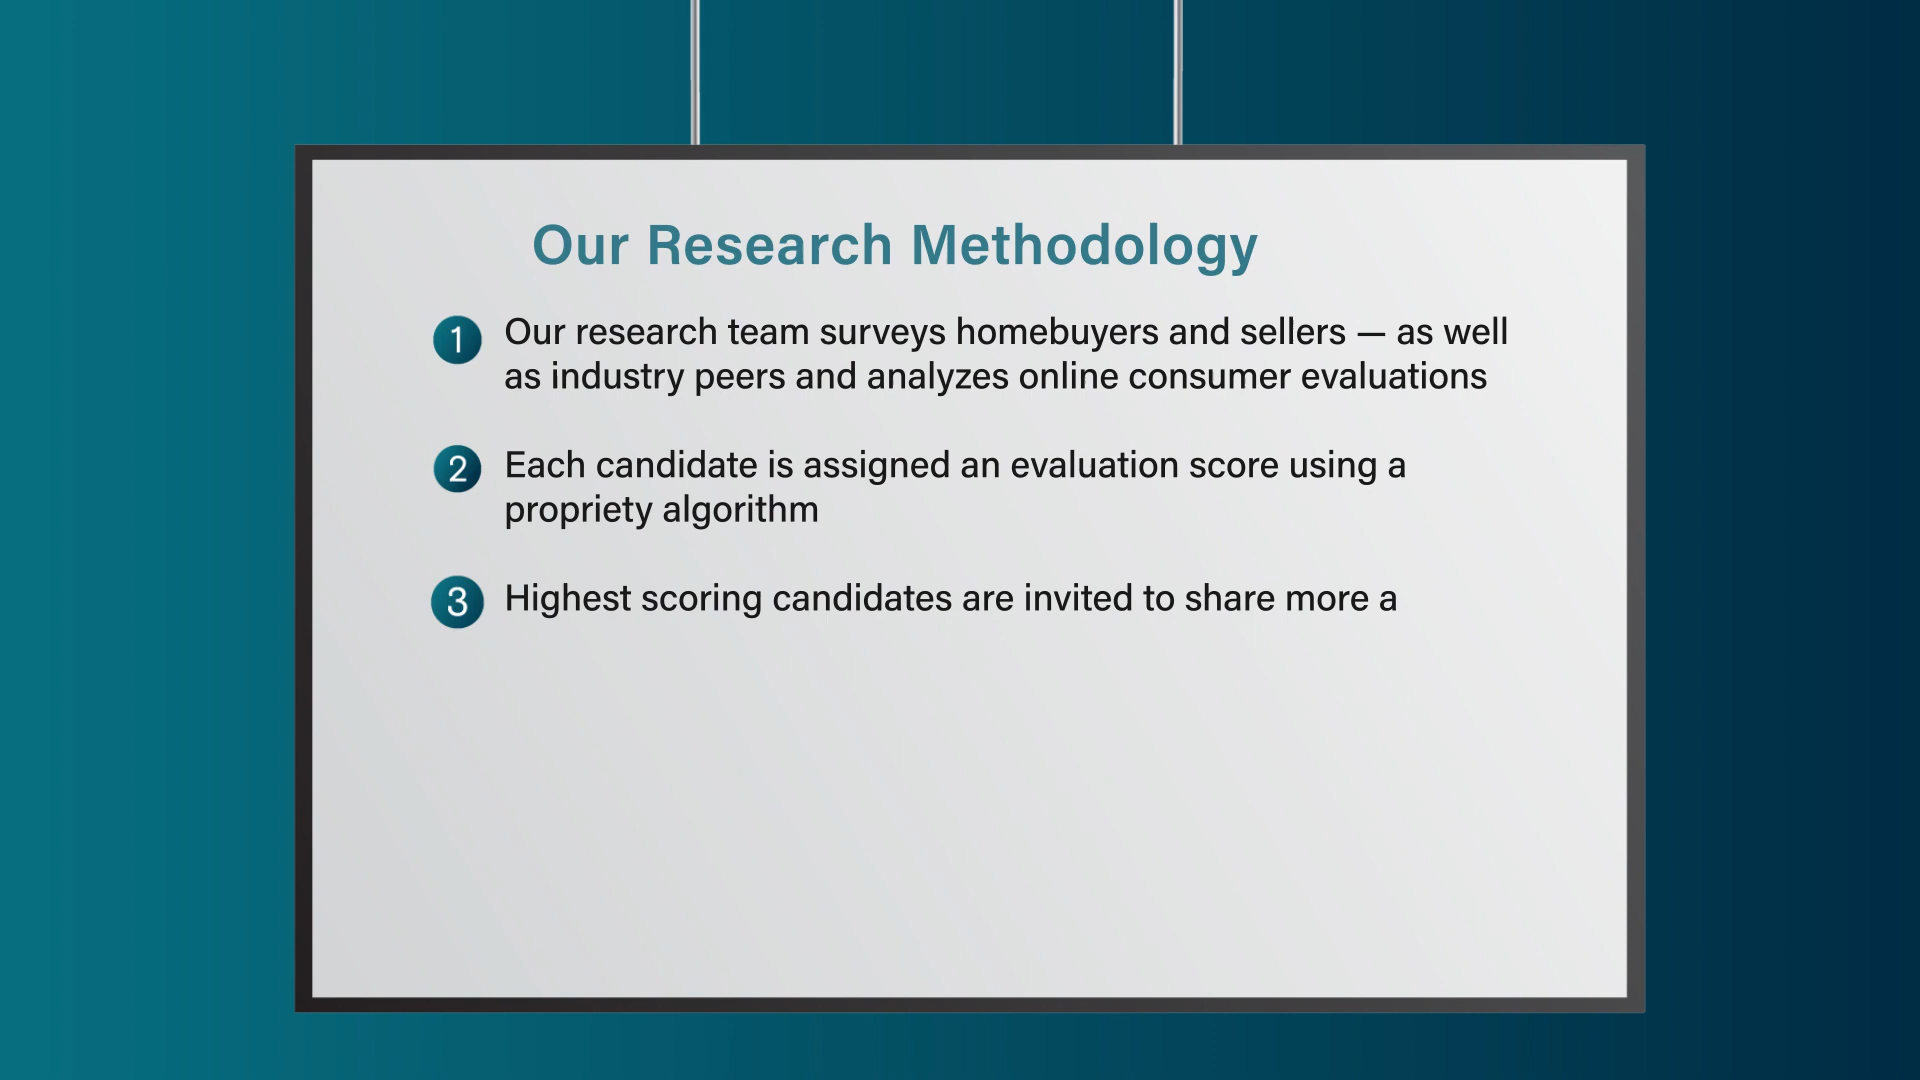 Our Research Methodology
1 Our research team surveys homebuyers and sellers — as well
as industry peers and analyzes online consumer evaluations
2 Each candidate is assigned an evaluation score using a
propriety algorithm
3 Highest scoring candidates are invited to share more a